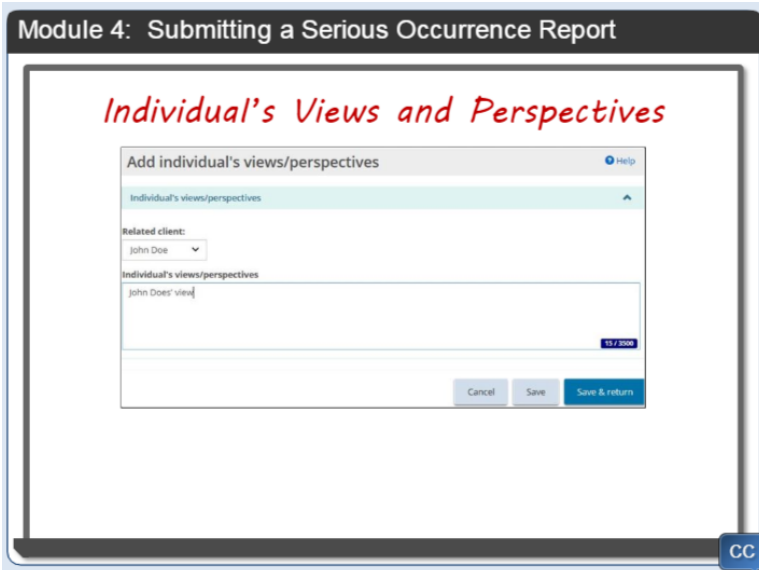 Module 4: Submitting a Serious Occurrence Report
Individual's Views and Perspectives
Add individual's views/perspectives
Help
Individual's views/perspectives
Related client:
John Doe
Individual's views/perspectives
John Does' view
15 / 3500
Cancel Save Save & return
CC